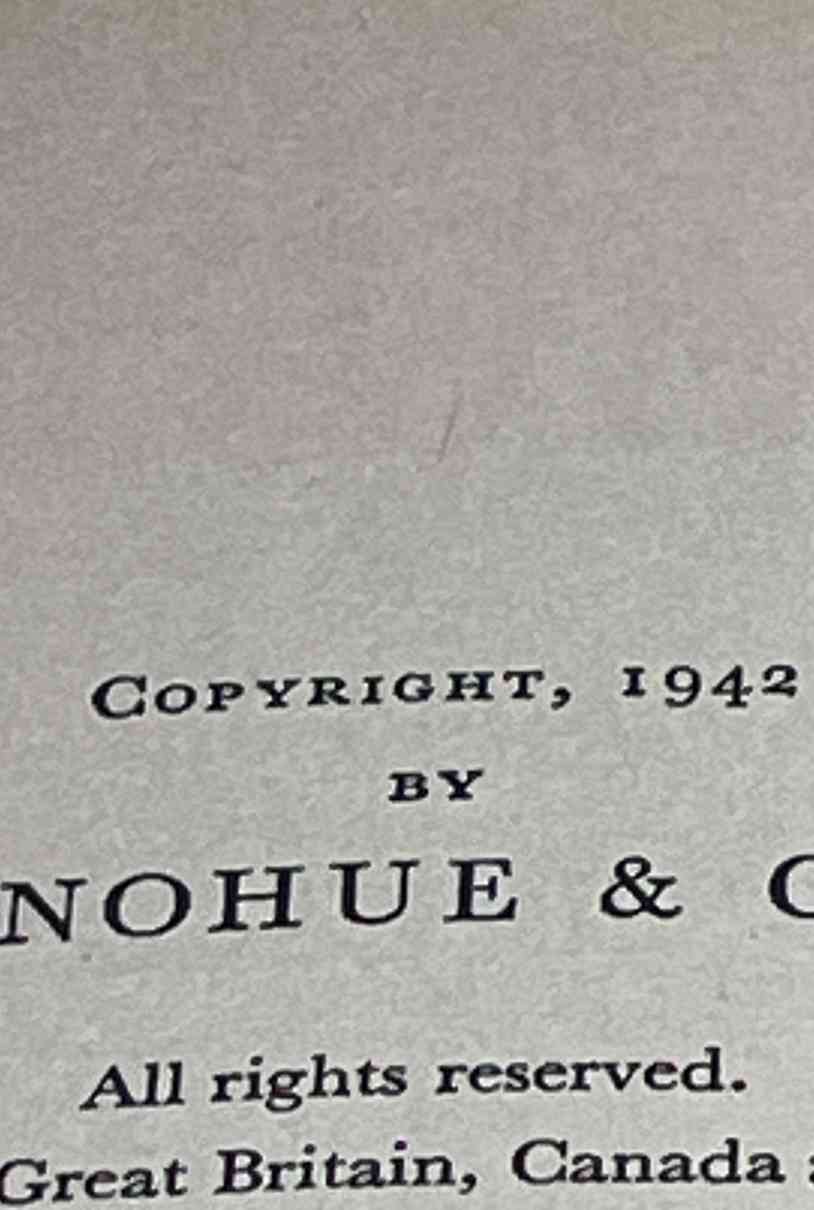 COPYRIGHT, 1942
BY
NOHUE & C
All rights reserved.
Great Britain, Canada